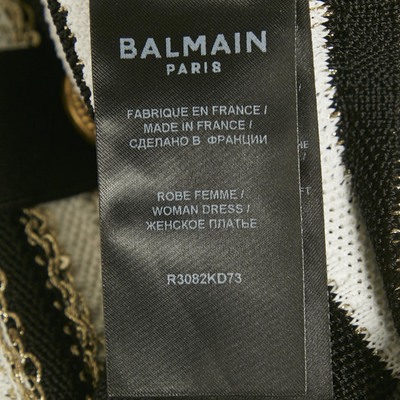 BALMAIN
PARIS
FABRIQUE EN FRANCE /
MADE IN FRANCE /
СДЕЛАНО В ФРАНЦИИ
ROBE FEMME /
WOMAN DRESS /
ЖЕНСКОЕ ПЛАТЬЕ
R3082KD73